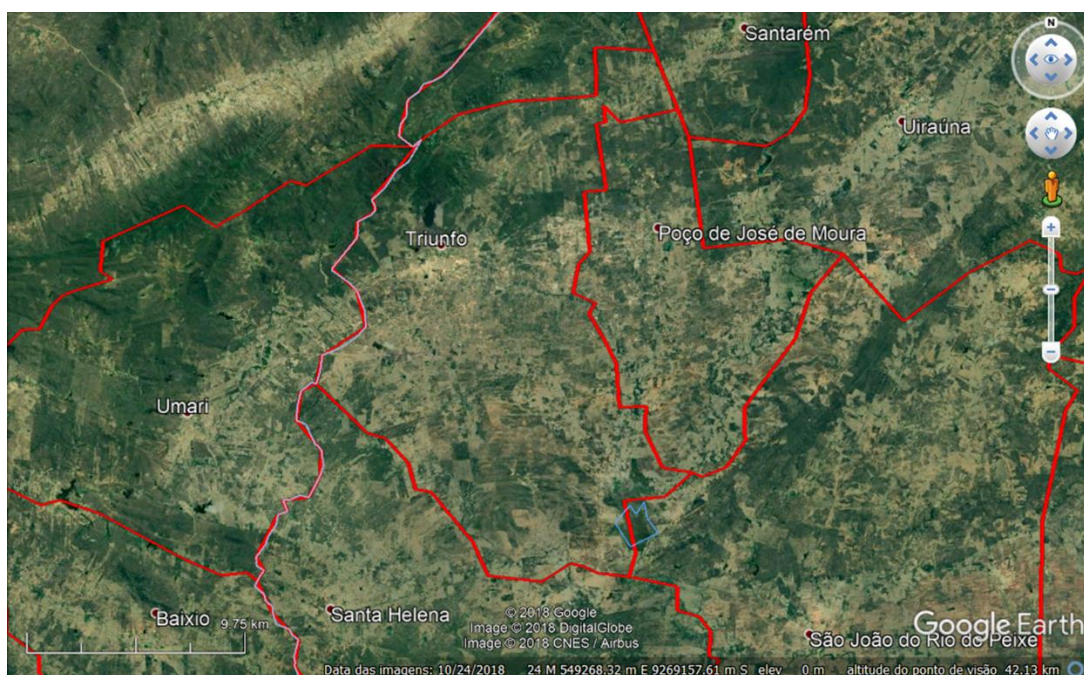 N
Santarém
Uiraúna
Poço de José de Moura
Triunfo
Umari
Baixio
9.75 km
Santa Helena
© 2018 Google
Image © 2018 DigitalGlobe
Image © 2018 CNES / Airbus
Google Earth
São João do Rio do Peixe
Data das imagens: 10/24/2018 24 M 549268.32 m E 9269157.61 m S elev 0 m altitude do ponto de visão 42.13 km